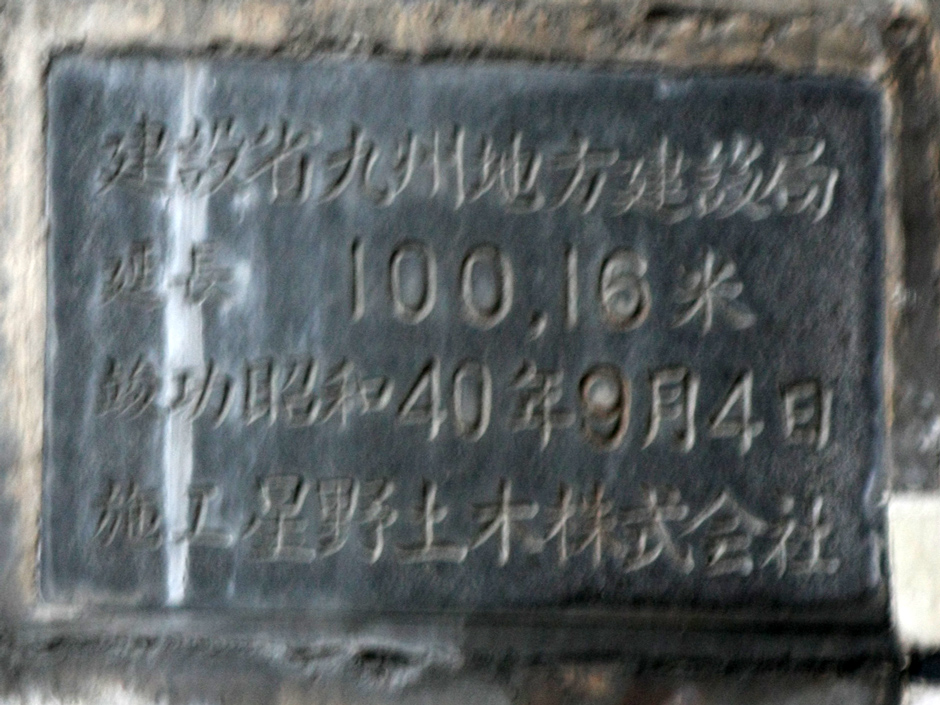 建設省九州地方建設局
延長 100,16米
竣功昭和40年9月4日
施工星野土木株式会社